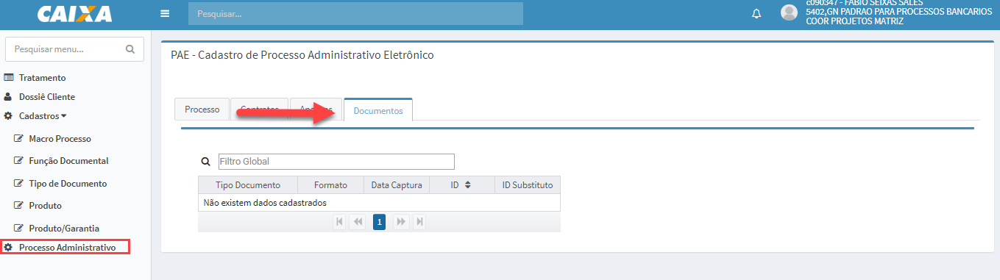 CAIXA
Pesquisar...
c090347 - FABIO SEIXAS SALES
5402,GN PADRAO PARA PROCESSOS BANCARIOS
COOR PROJETOS MATRIZ
Pesquisar menu...
Tratamento
Dossiê Cliente
Cadastros
Macro Processo
Função Documental
Tipo de Documento
Produto
Produto/Garantia
Processo Administrativo
PAE - Cadastro de Processo Administrativo Eletrônico
Processo Contratos Documentos
Filtro Global
Tipo Documento Formato Data Captura ID ID Substituto
Não existem dados cadastrados
1